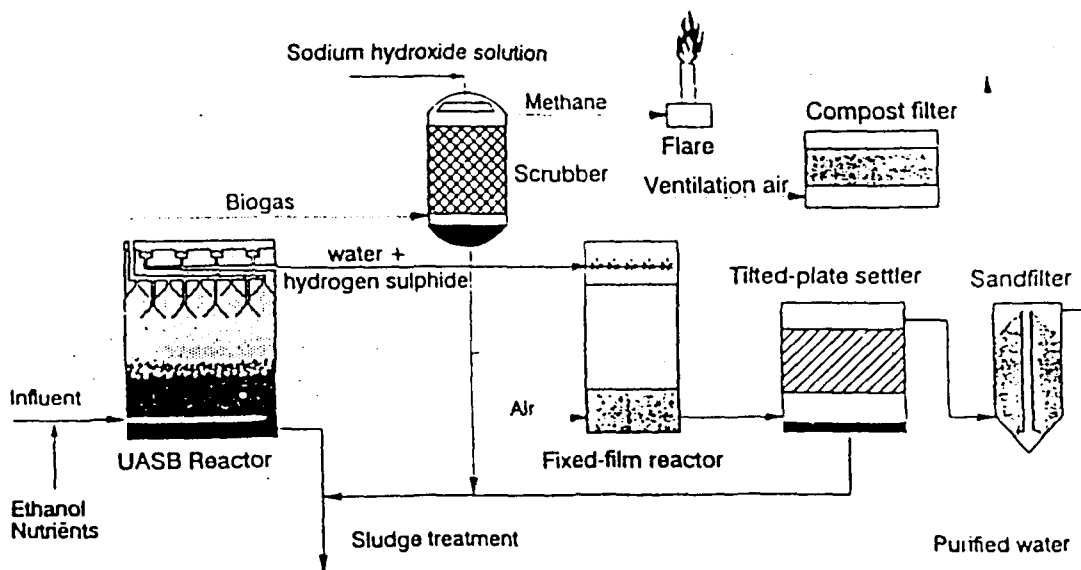 Sodium hydroxide solution
Methane
Flare
Compost filter
Scrubber
Ventilation air
Biogas
water +
hydrogen sulphide
Tilted-plate settler
Sandfilter
Influent
Air
UASB Reactor
Fixed-film reactor
Ethanol
Nutriënts
Sludge treatment
Purified water